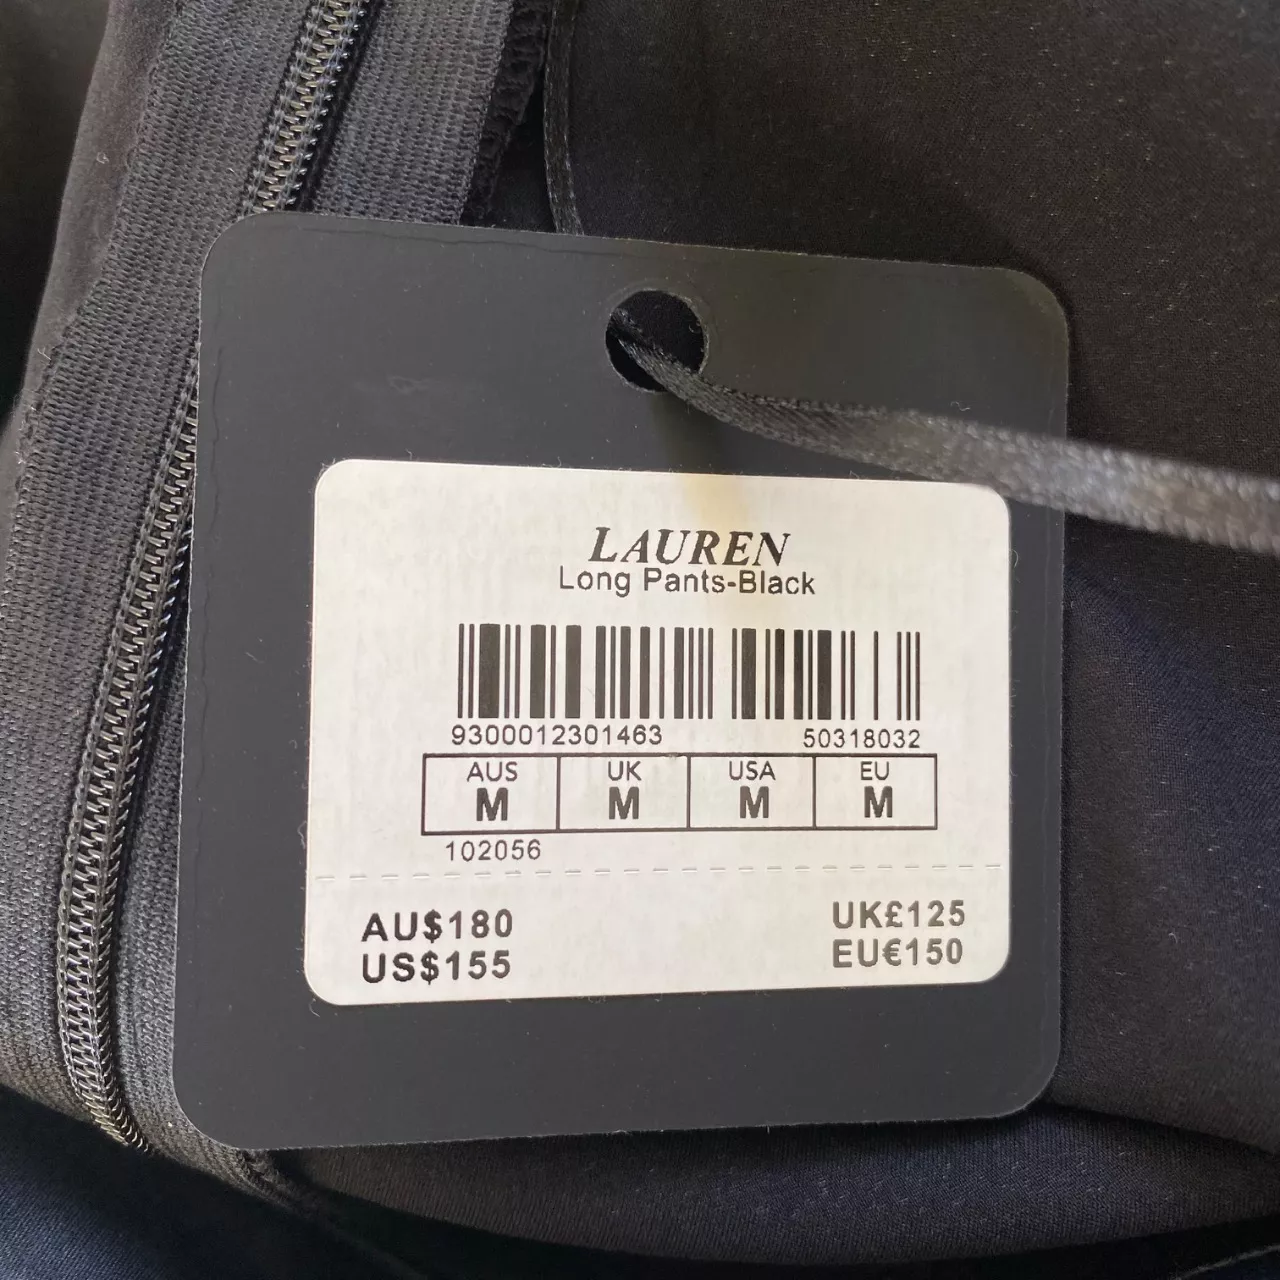 LAUREN
Long Pants-Black
9300012301463 50318032
AUS UK USA EU
M M M M
102056
AU$180 UK£125
US$155 EU€150